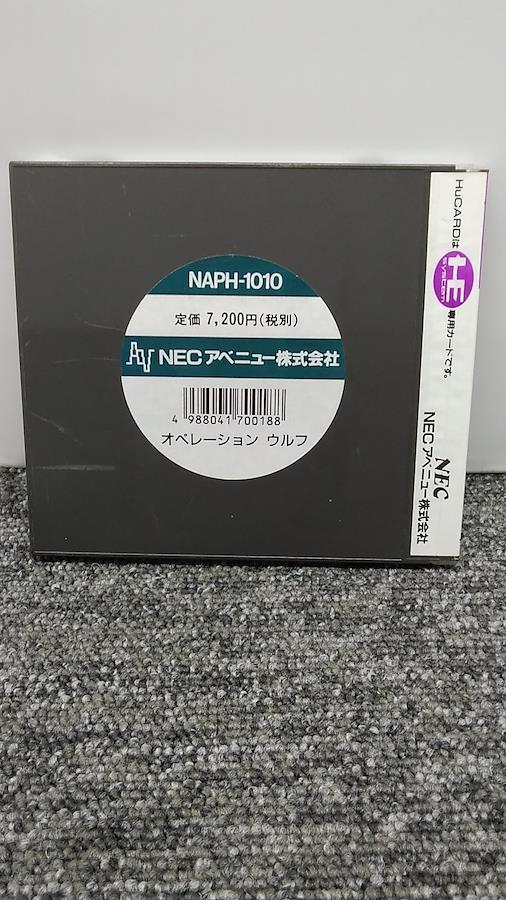 NAPH-1010
定価 7,200円(税別)
NECアベニュー株式会社
4 988041 700188
オペレーション ウルフ
HuCARDは
HE
SYSTEM
専用カードです。
NEC
NECアベニュー株式会社